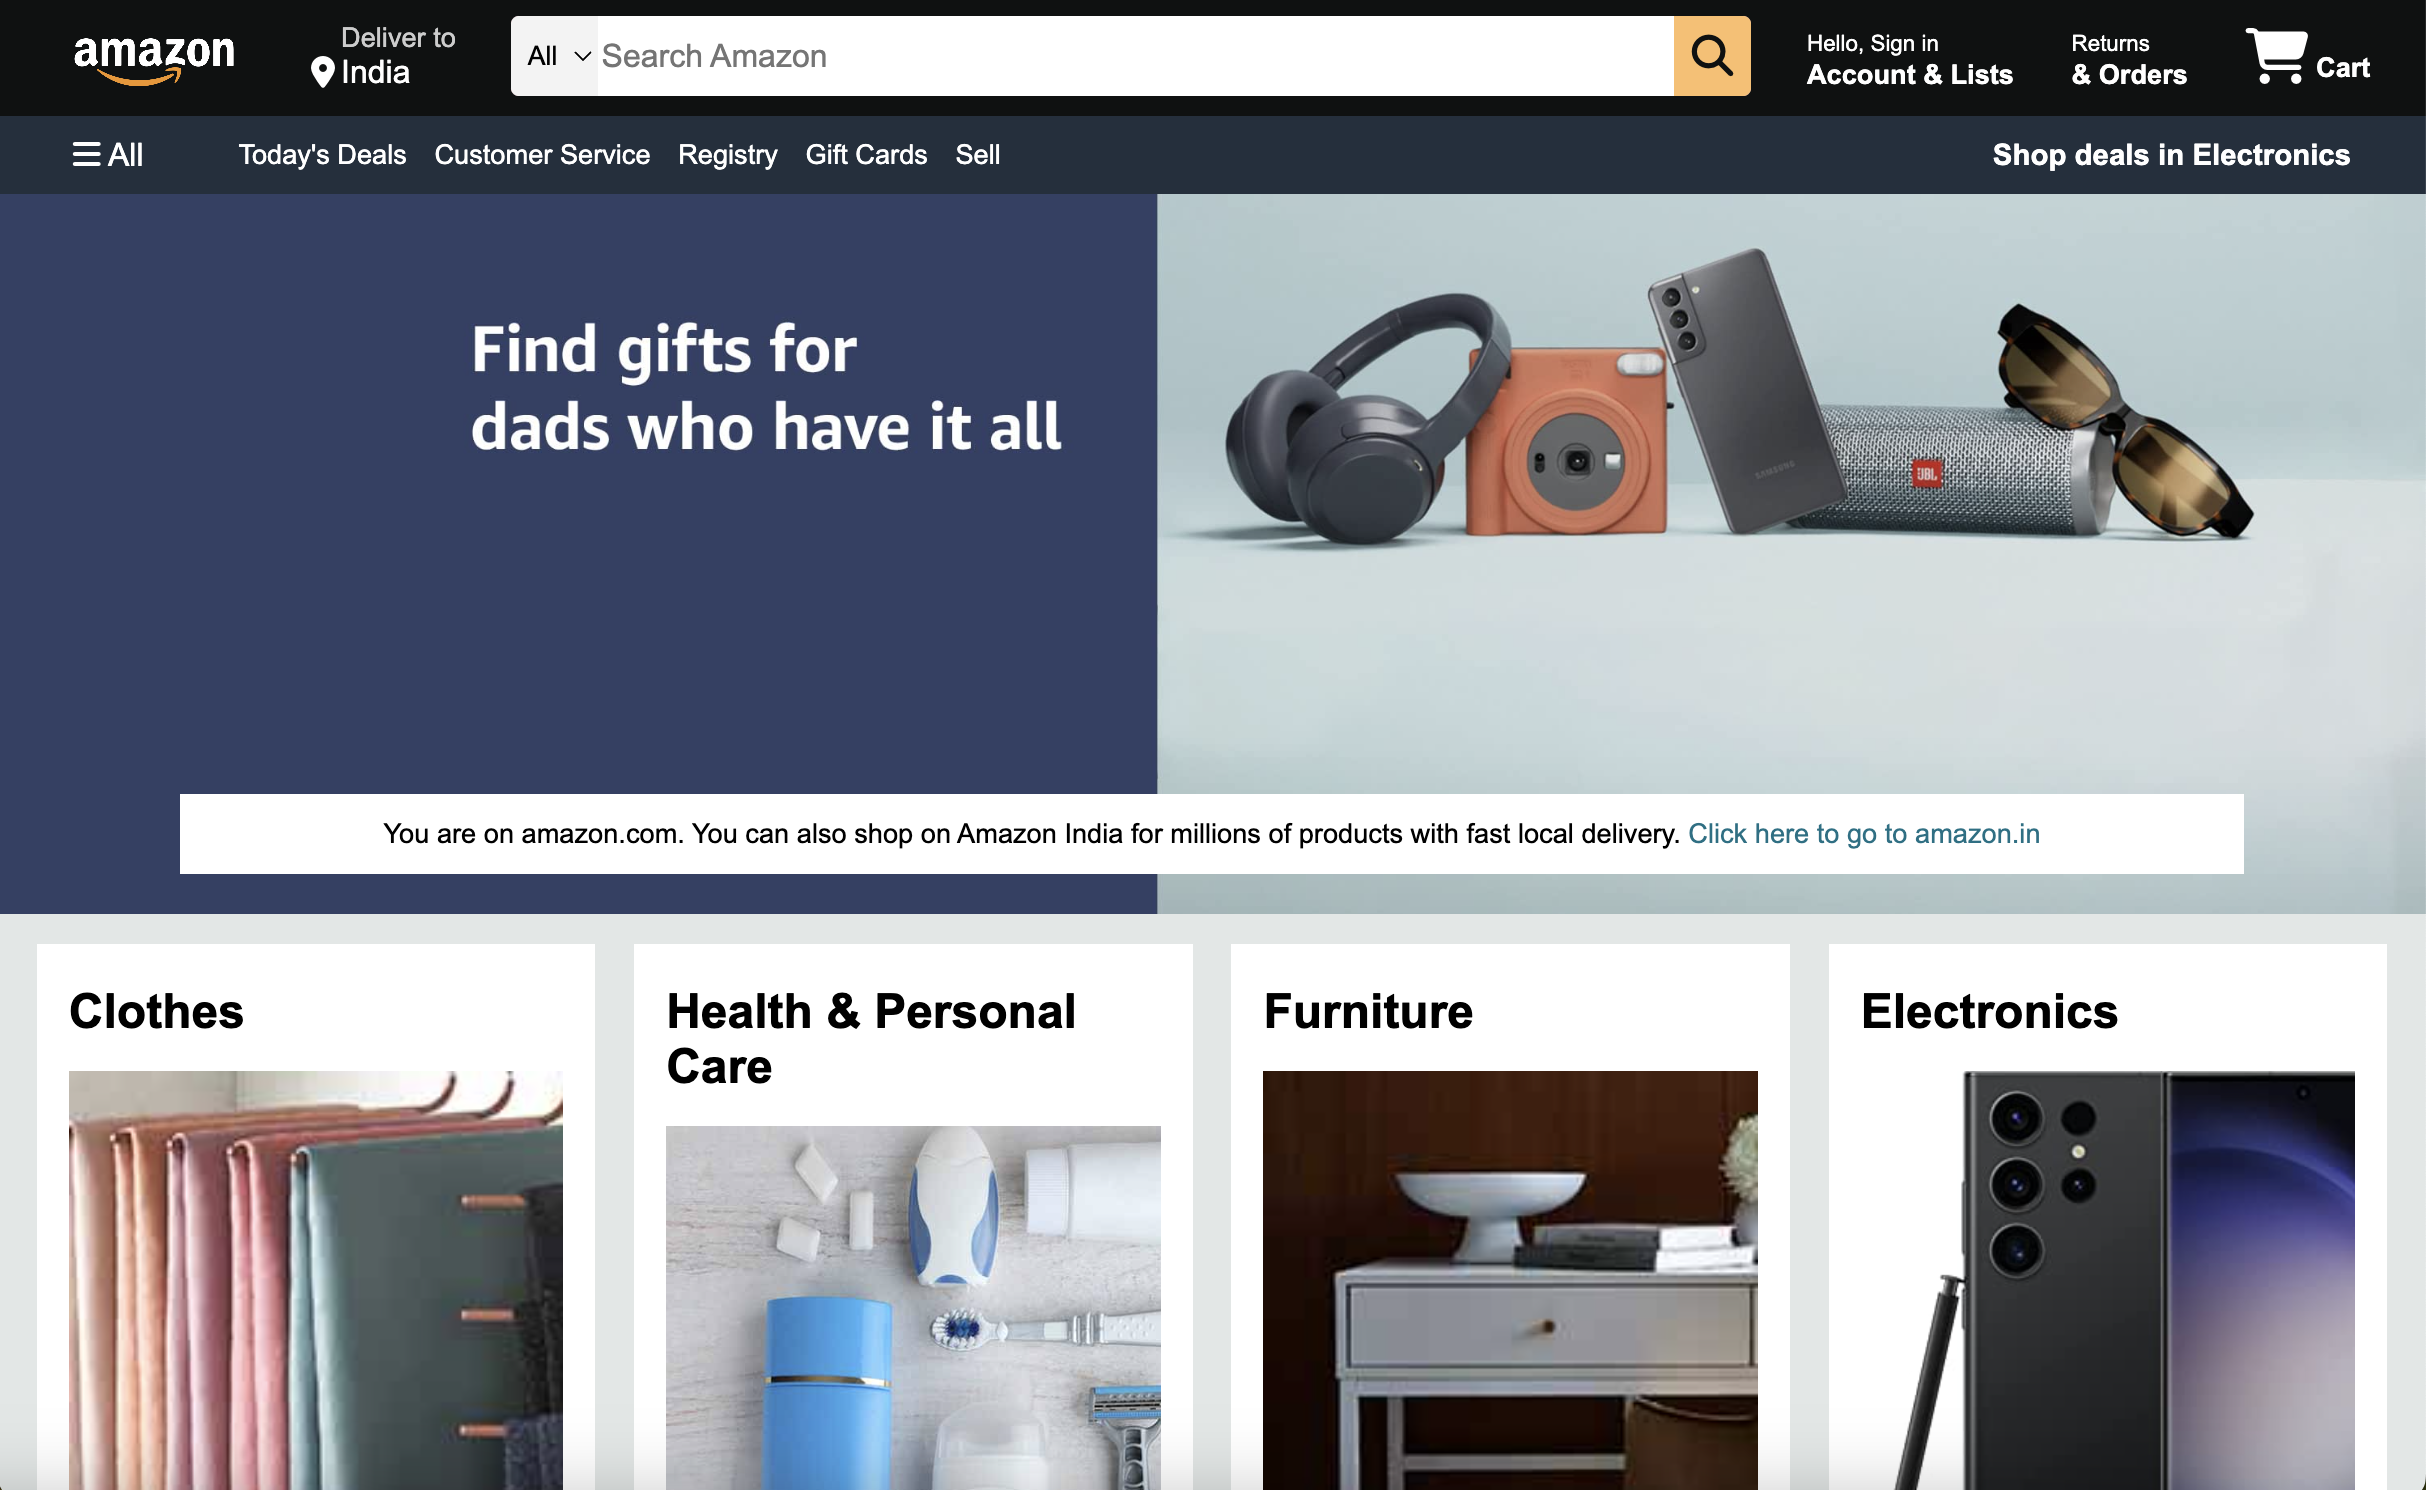 amazon
Deliver to
India
All
Search Amazon
Hello, Sign in
Account & Lists
Returns
& Orders
Cart
All
Today's Deals
Customer Service
Registry
Gift Cards
Sell
Shop deals in Electronics
Find gifts for
dads who have it all
SAMSUNG
JBL
You are on amazon.com. You can also shop on Amazon India for millions of products with fast local delivery. Click here to go to amazon.in
Clothes
Health & Personal
Care
Furniture
Electronics